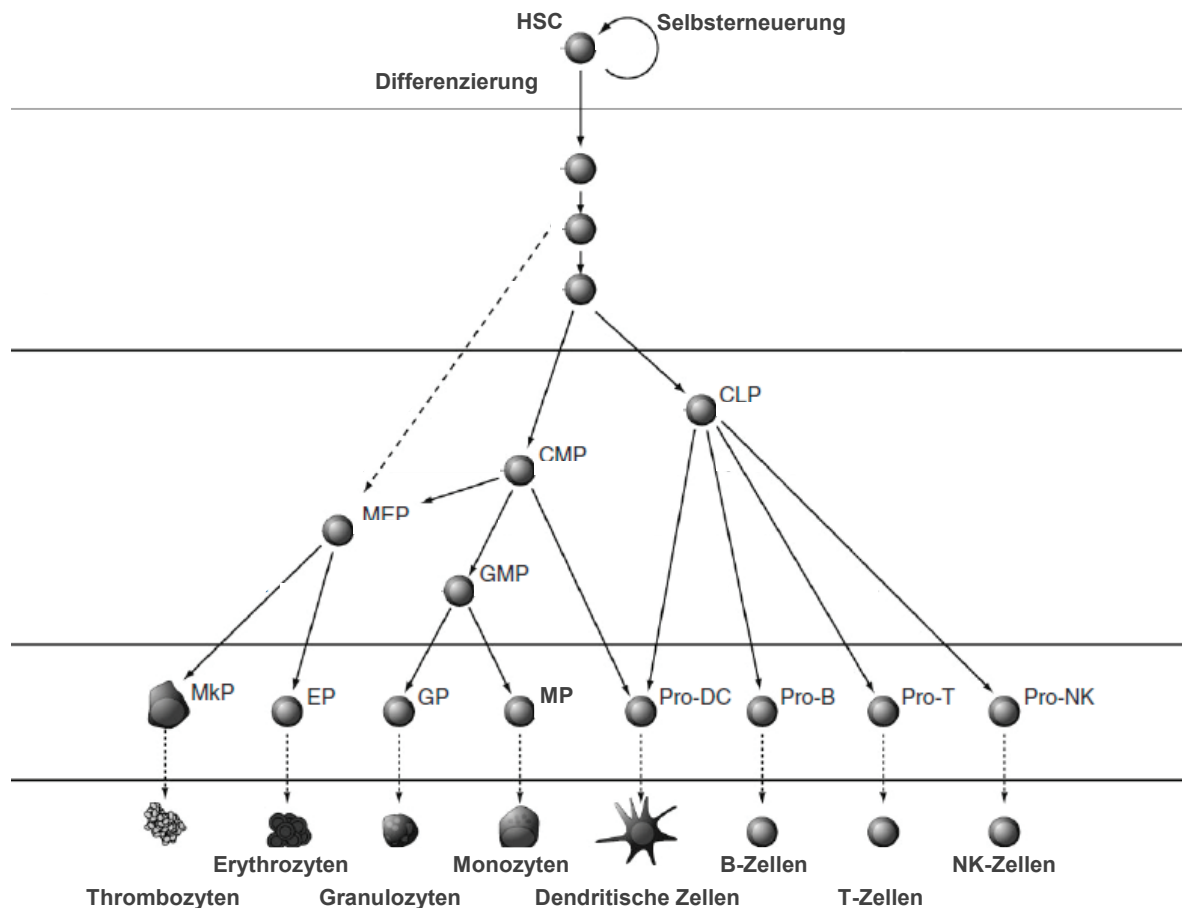 HSC
Selbsterneuerung
Differenzierung
CLP
CMP
MEP
GMP
MkP
EP
GP
MP
Pro-DC
Pro-B
Pro-T
Pro-NK
Erythrozyten
Monozyten
B-Zellen
NK-Zellen
Thrombozyten
Granulozyten
Dendritische Zellen
T-Zellen